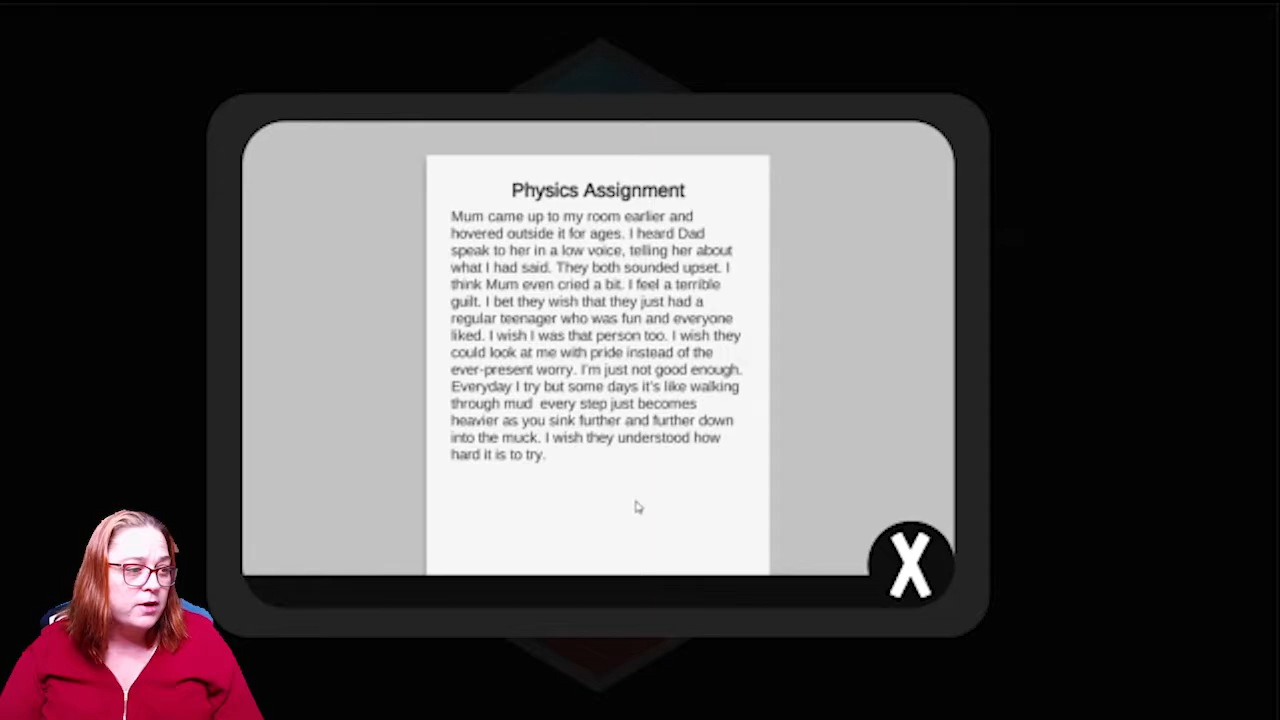 Physics Assignment
Mum came up to my room earlier and
hovered outside it for ages. I heard Dad
speak to her in a low voice, telling her about
what I had said. They both sounded upset. I
think Mum even cried a bit. I feel a terrible
guilt. I bet they wish that they just had a
regular teenager who was fun and everyone
liked. I wish I was that person too. I wish they
could look at me with pride instead of the
ever-present worry. I'm just not good enough.
Everyday I try but some days it's like walking
through mud  every step just becomes
heavier as you sink further and further down
into the muck. I wish they understood how
hard it is to try.
X